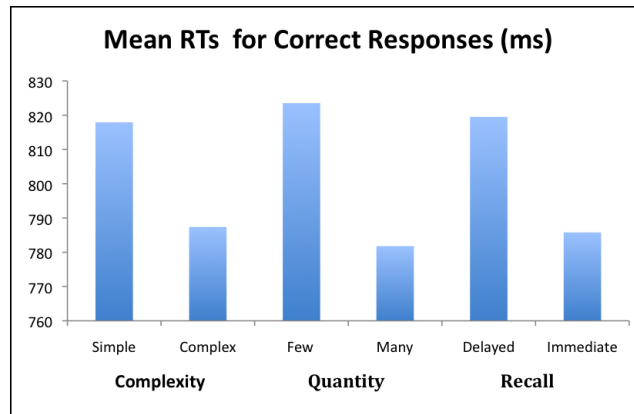 Mean RTs for Correct Responses (ms)
830
820
810
800
790
780
770
760
Simple Complex Few Many Delayed Immediate
Complexity Quantity Recall